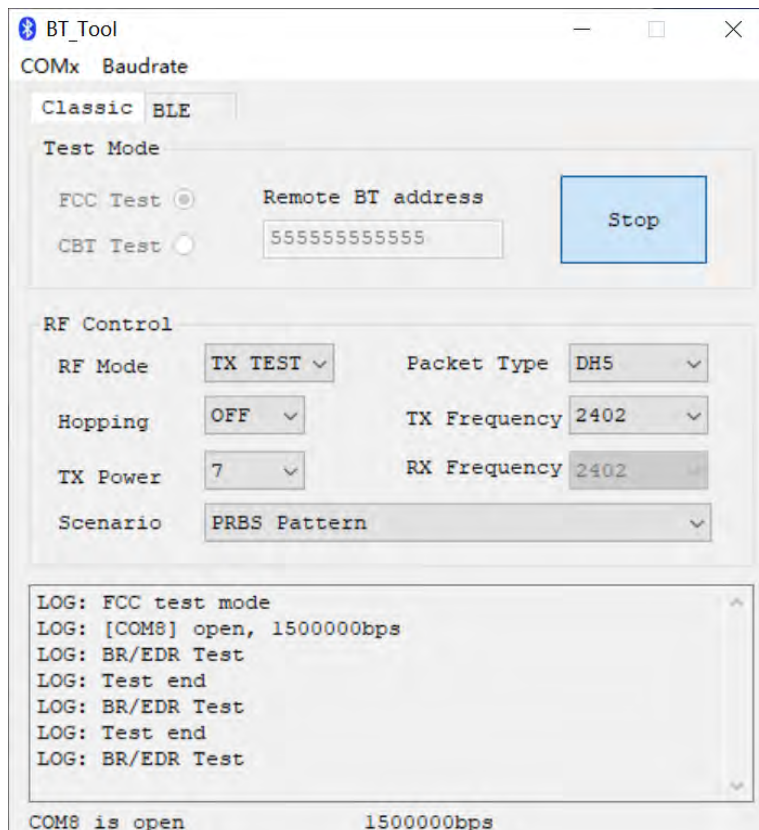 BT_Tool
COMx Baudrate
Classic BLE
Test Mode
FCC Test Remote BT address
Stop
CBT Test 555555555555
RF Control
RF Mode TX TEST Packet Type DH5
Hopping OFF TX Frequency 2402
TX Power 7 RX Frequency 2402
Scenario PRBS Pattern
LOG: FCC test mode
LOG: [COM8] open, 1500000bps
LOG: BR/EDR Test
LOG: Test end
LOG: BR/EDR Test
LOG: Test end
LOG: BR/EDR Test
COM8 is open 1500000bps